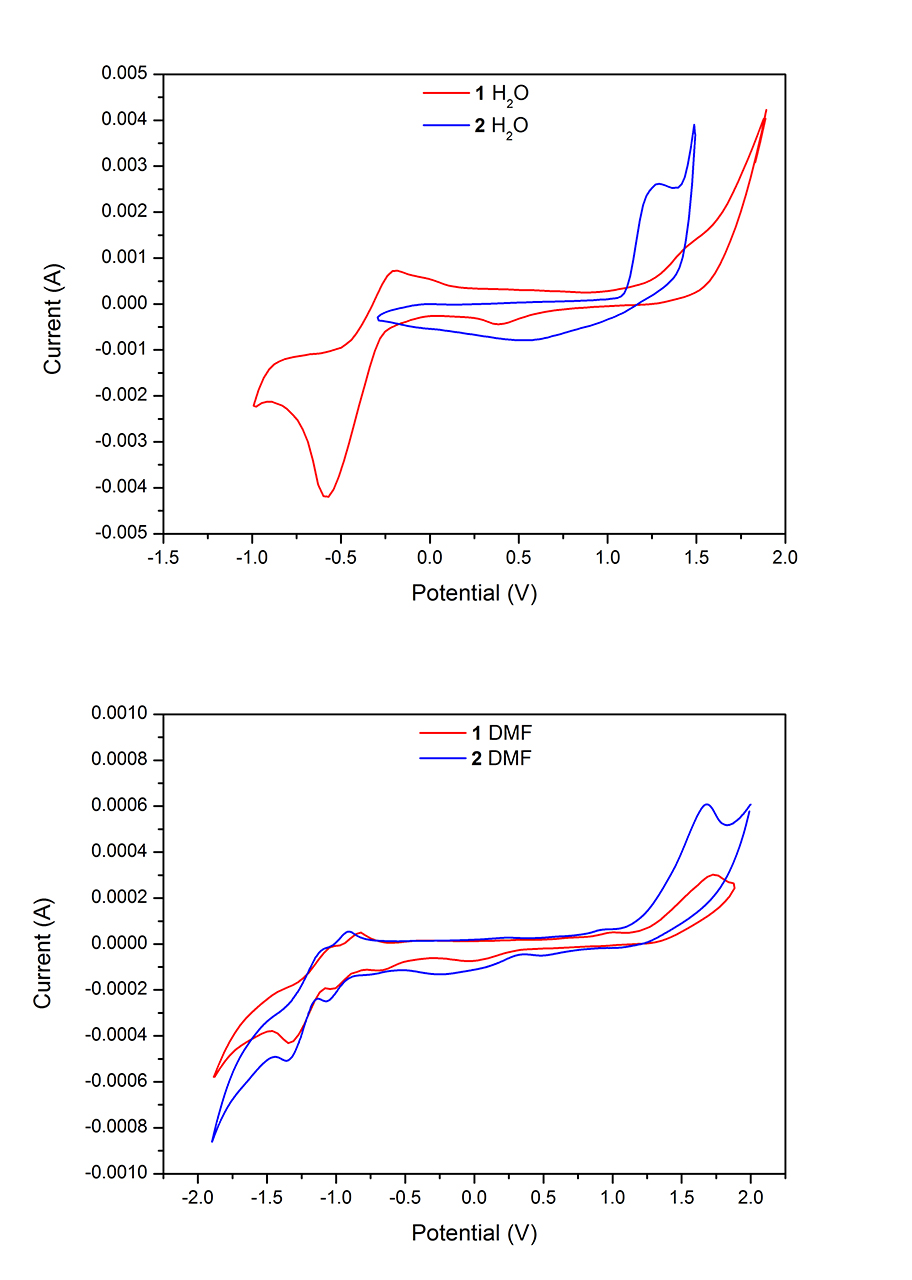 0.005
0.004
0.003
0.002
0.001
0.000
-0.001
-0.002
-0.003
-0.004
-0.005
Current (A)
1 H2O
2 H2O
-1.5 -1.0 -0.5 0.0 0.5 1.0 1.5 2.0
Potential (V)
0.0010
0.0008
0.0006
0.0004
0.0002
0.0000
-0.0002
-0.0004
-0.0006
-0.0008
-0.0010
Current (A)
1 DMF
2 DMF
-2.0 -1.5 -1.0 -0.5 0.0 0.5 1.0 1.5 2.0
Potential (V)